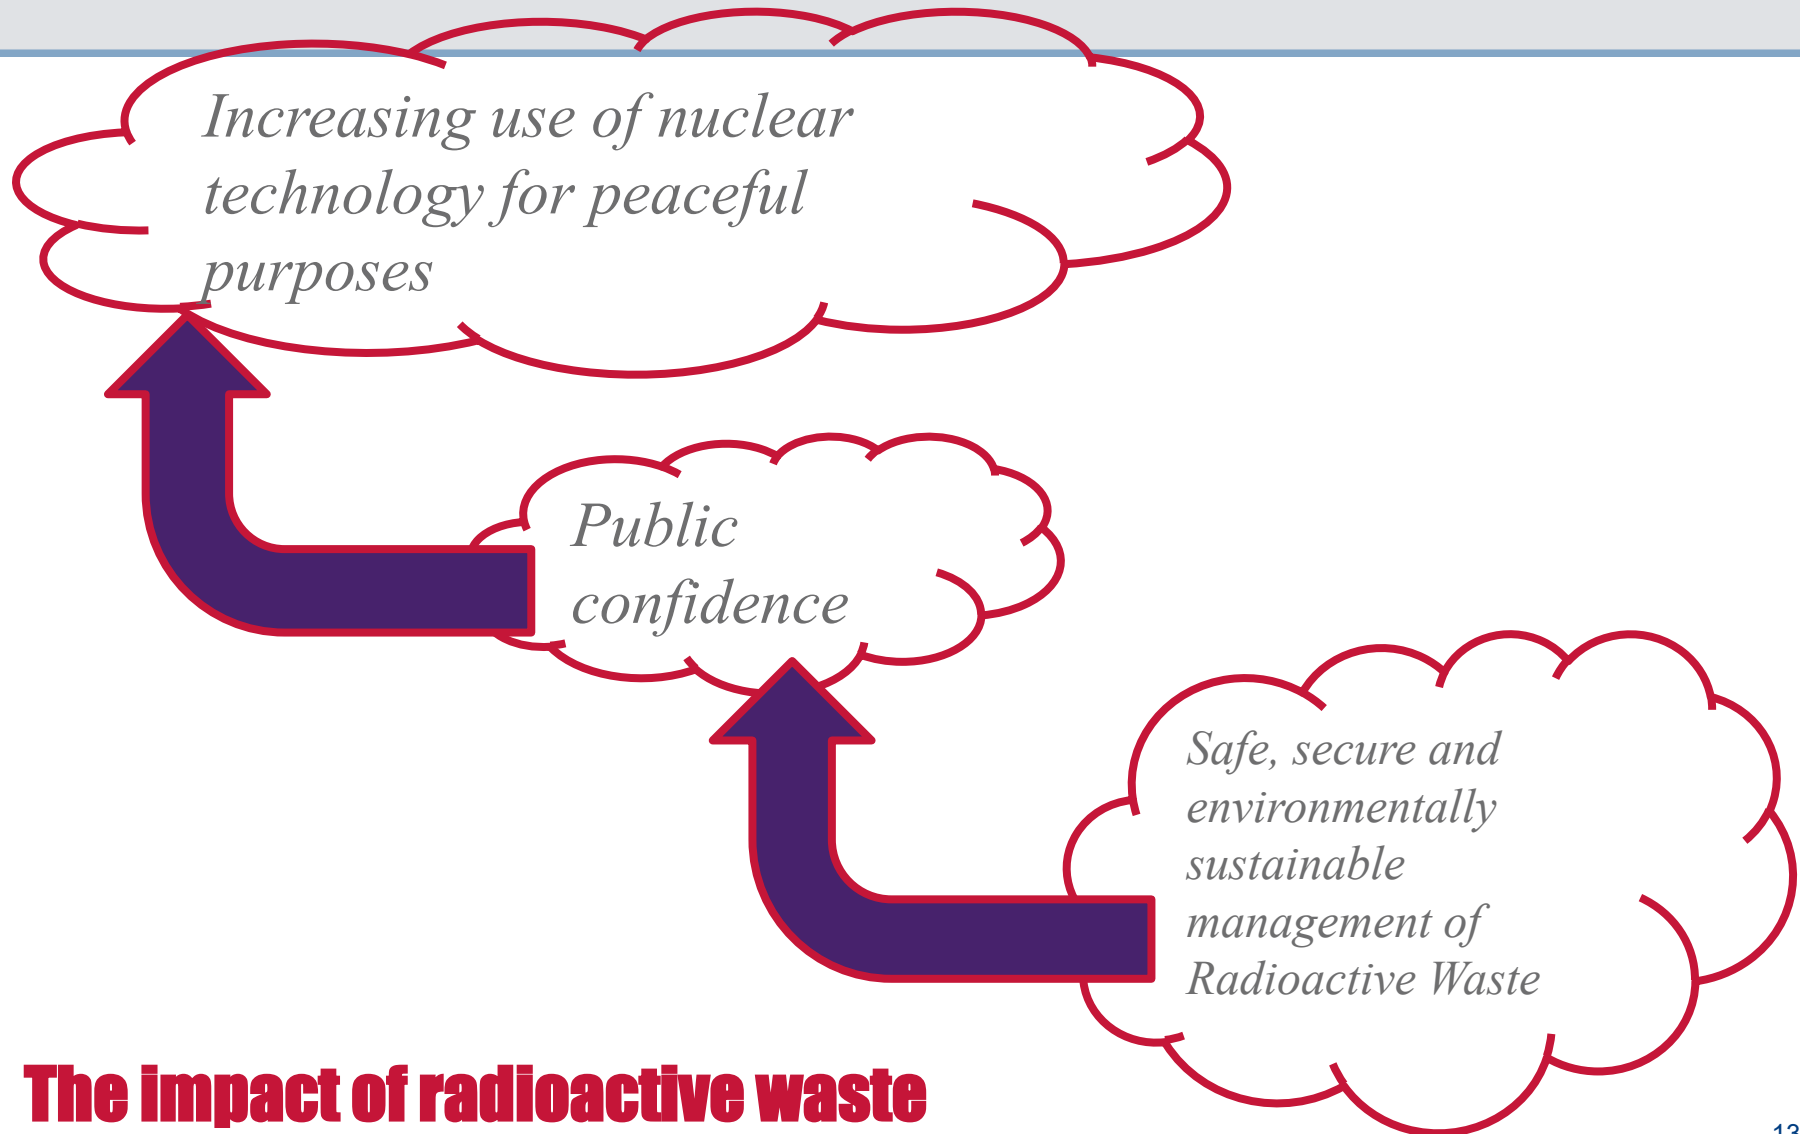 Increasing use of nuclear
technology for peaceful
purposes
Public
confidence
Safe, secure and
environmentally
sustainable
management of
Radioactive Waste
The impact of radioactive waste
13